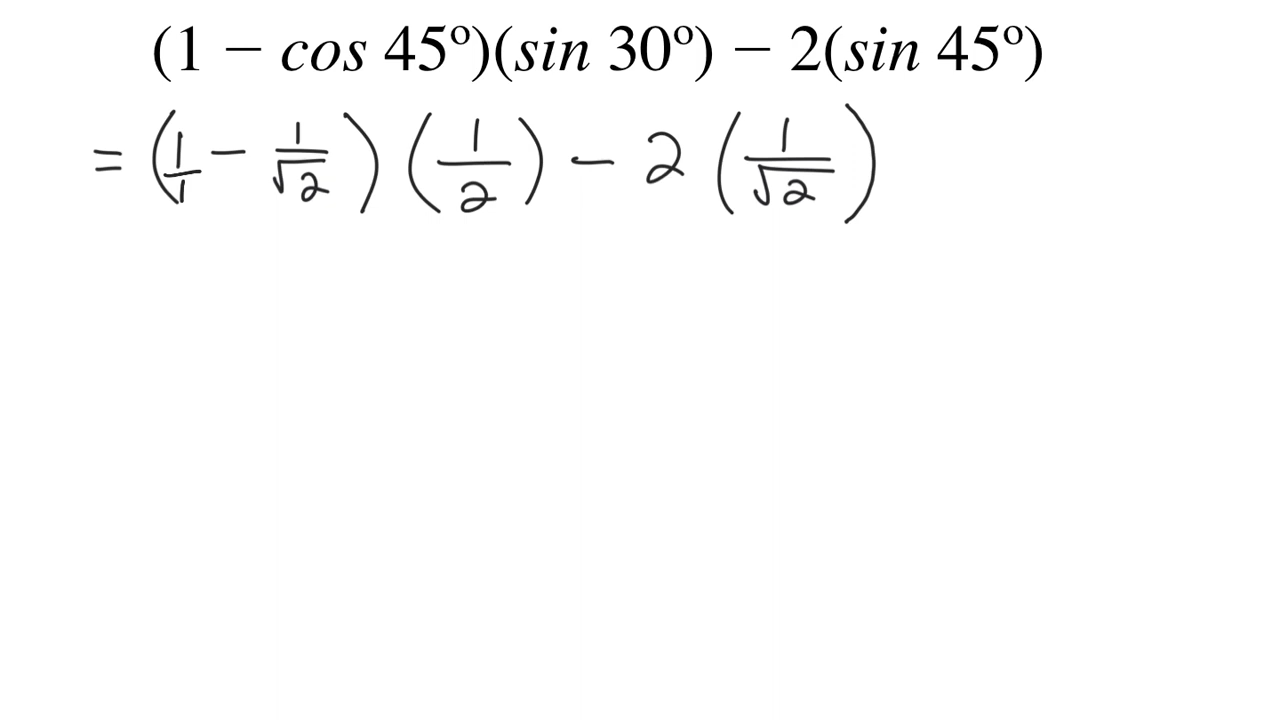 (1 − cos 45º)(sin 30º) − 2(sin 45º)
= (1/1 − 1/√2) (1/2) − 2 (1/√2)